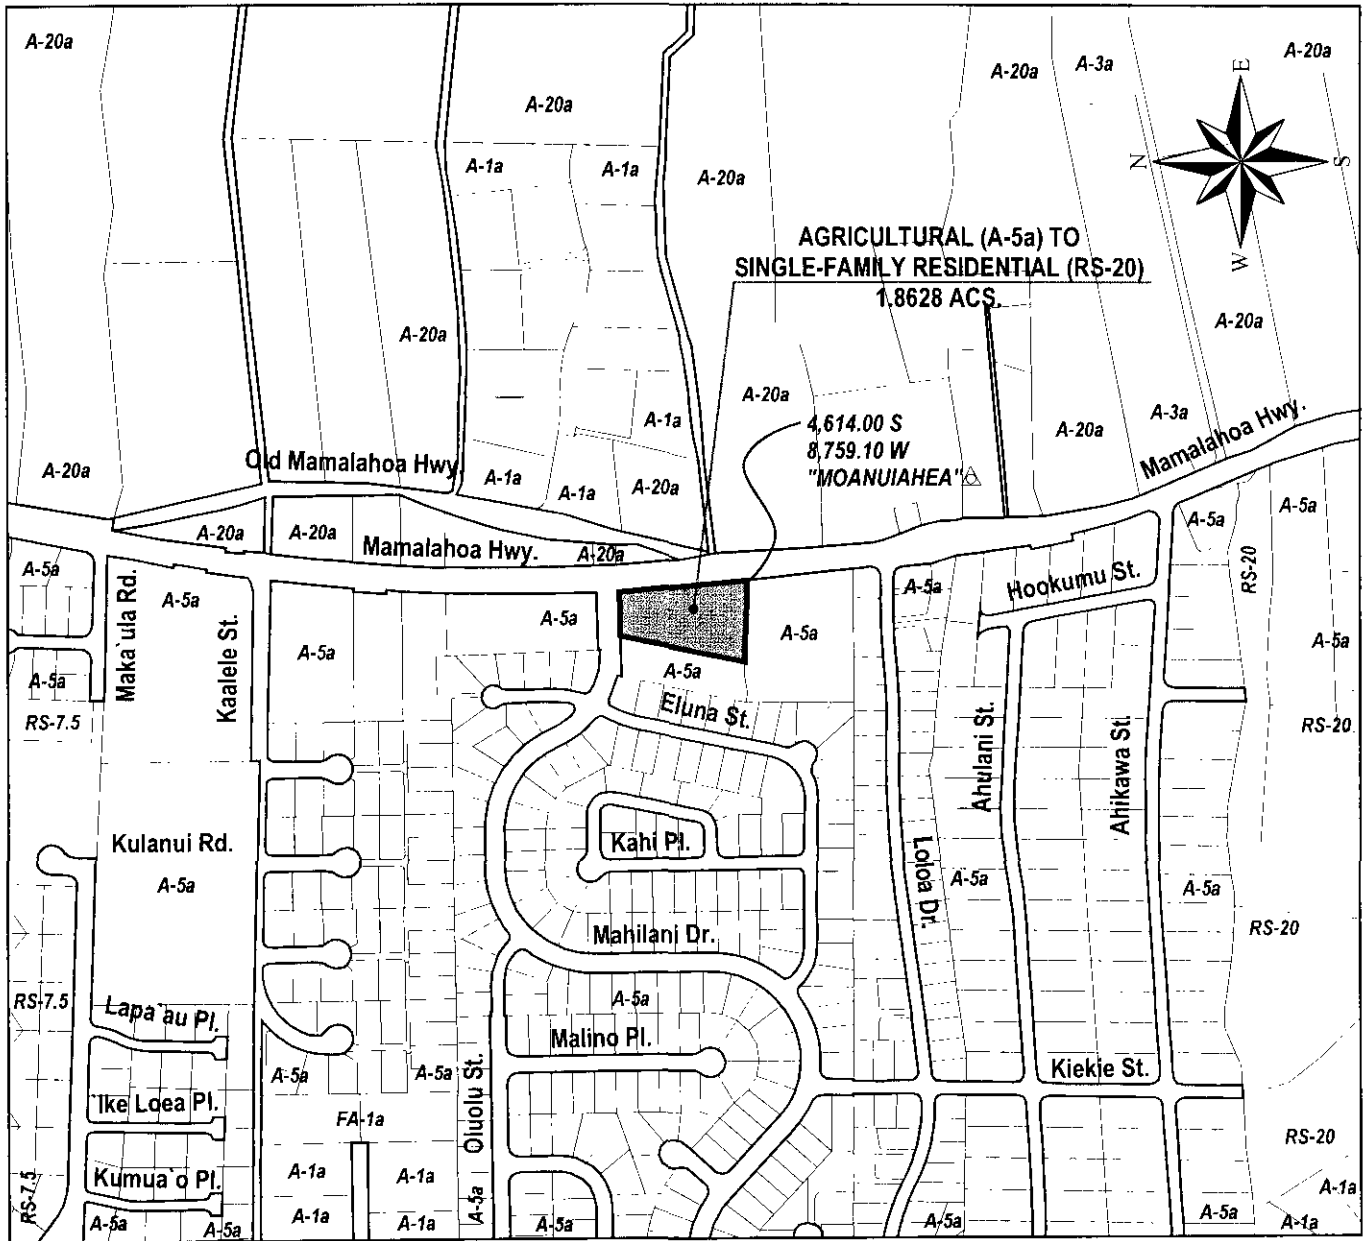 A-20a
A-20a
A-3a
A-20a
E
N
S
W
A-20a
A-1a
A-1a
A-20a
AGRICULTURAL (A-5a) TO
SINGLE-FAMILY RESIDENTIAL (RS-20)
1.8628 ACS.
A-20a
A-20a
A-20a
A-1a
4,614.00 S
8,759.10 W
"MOANUIAHEA"
A-20a
A-3a
Mamalahoa Hwy.
A-20a
Old Mamalahoa Hwy.
A-1a
A-1a
A-20a
A-5a
A-5a
A-20a
A-20a
Mamalahoa Hwy.
A-20a
A-5a
Maka`ula Rd.
A-5a
Kaalele St.
A-5a
A-5a
A-5a
A-5a
Hookumu St.
RS-20
A-5a
A-5a
A-5a
Eluna St.
RS-7.5
Ahulani St.
Ahikawa St.
RS-20
Kulanui Rd.
A-5a
Kahi Pl.
Loloa Dr.
A-5a
A-5a
Mahilani Dr.
RS-20
RS-7.5
Lapa`au Pl.
A-5a
Malino Pl.
A-5a
A-5a
Oluolu St.
Kiekie St.
`Ike Loea Pl.
FA-1a
RS-20
Kumua`o Pl.
A-1a
A-1a
A-5a
RS-7.5
A-1a
A-5a
A-5a
A-1a
A-1a
A-5a
A-5a
A-5a
A-1a